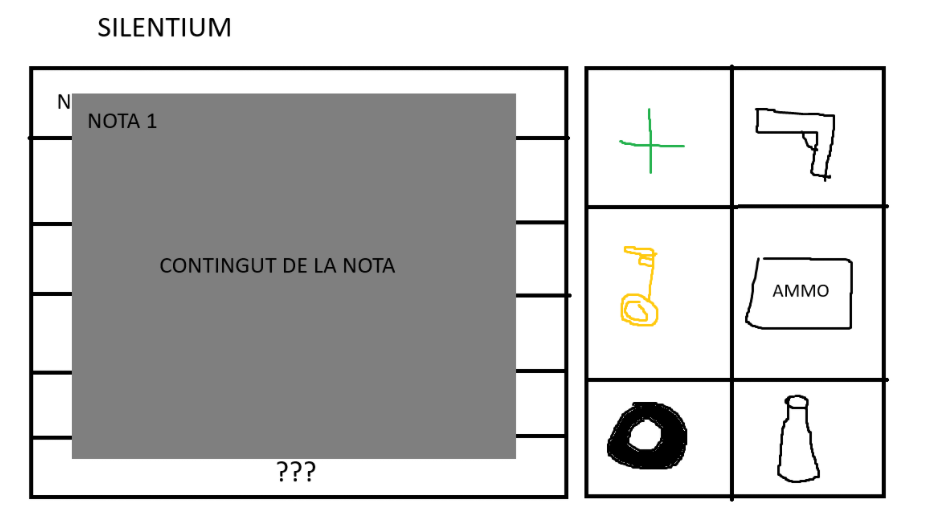 SILENTIUM
N
NOTA 1
CONTINGUT DE LA NOTA
???
AMMO